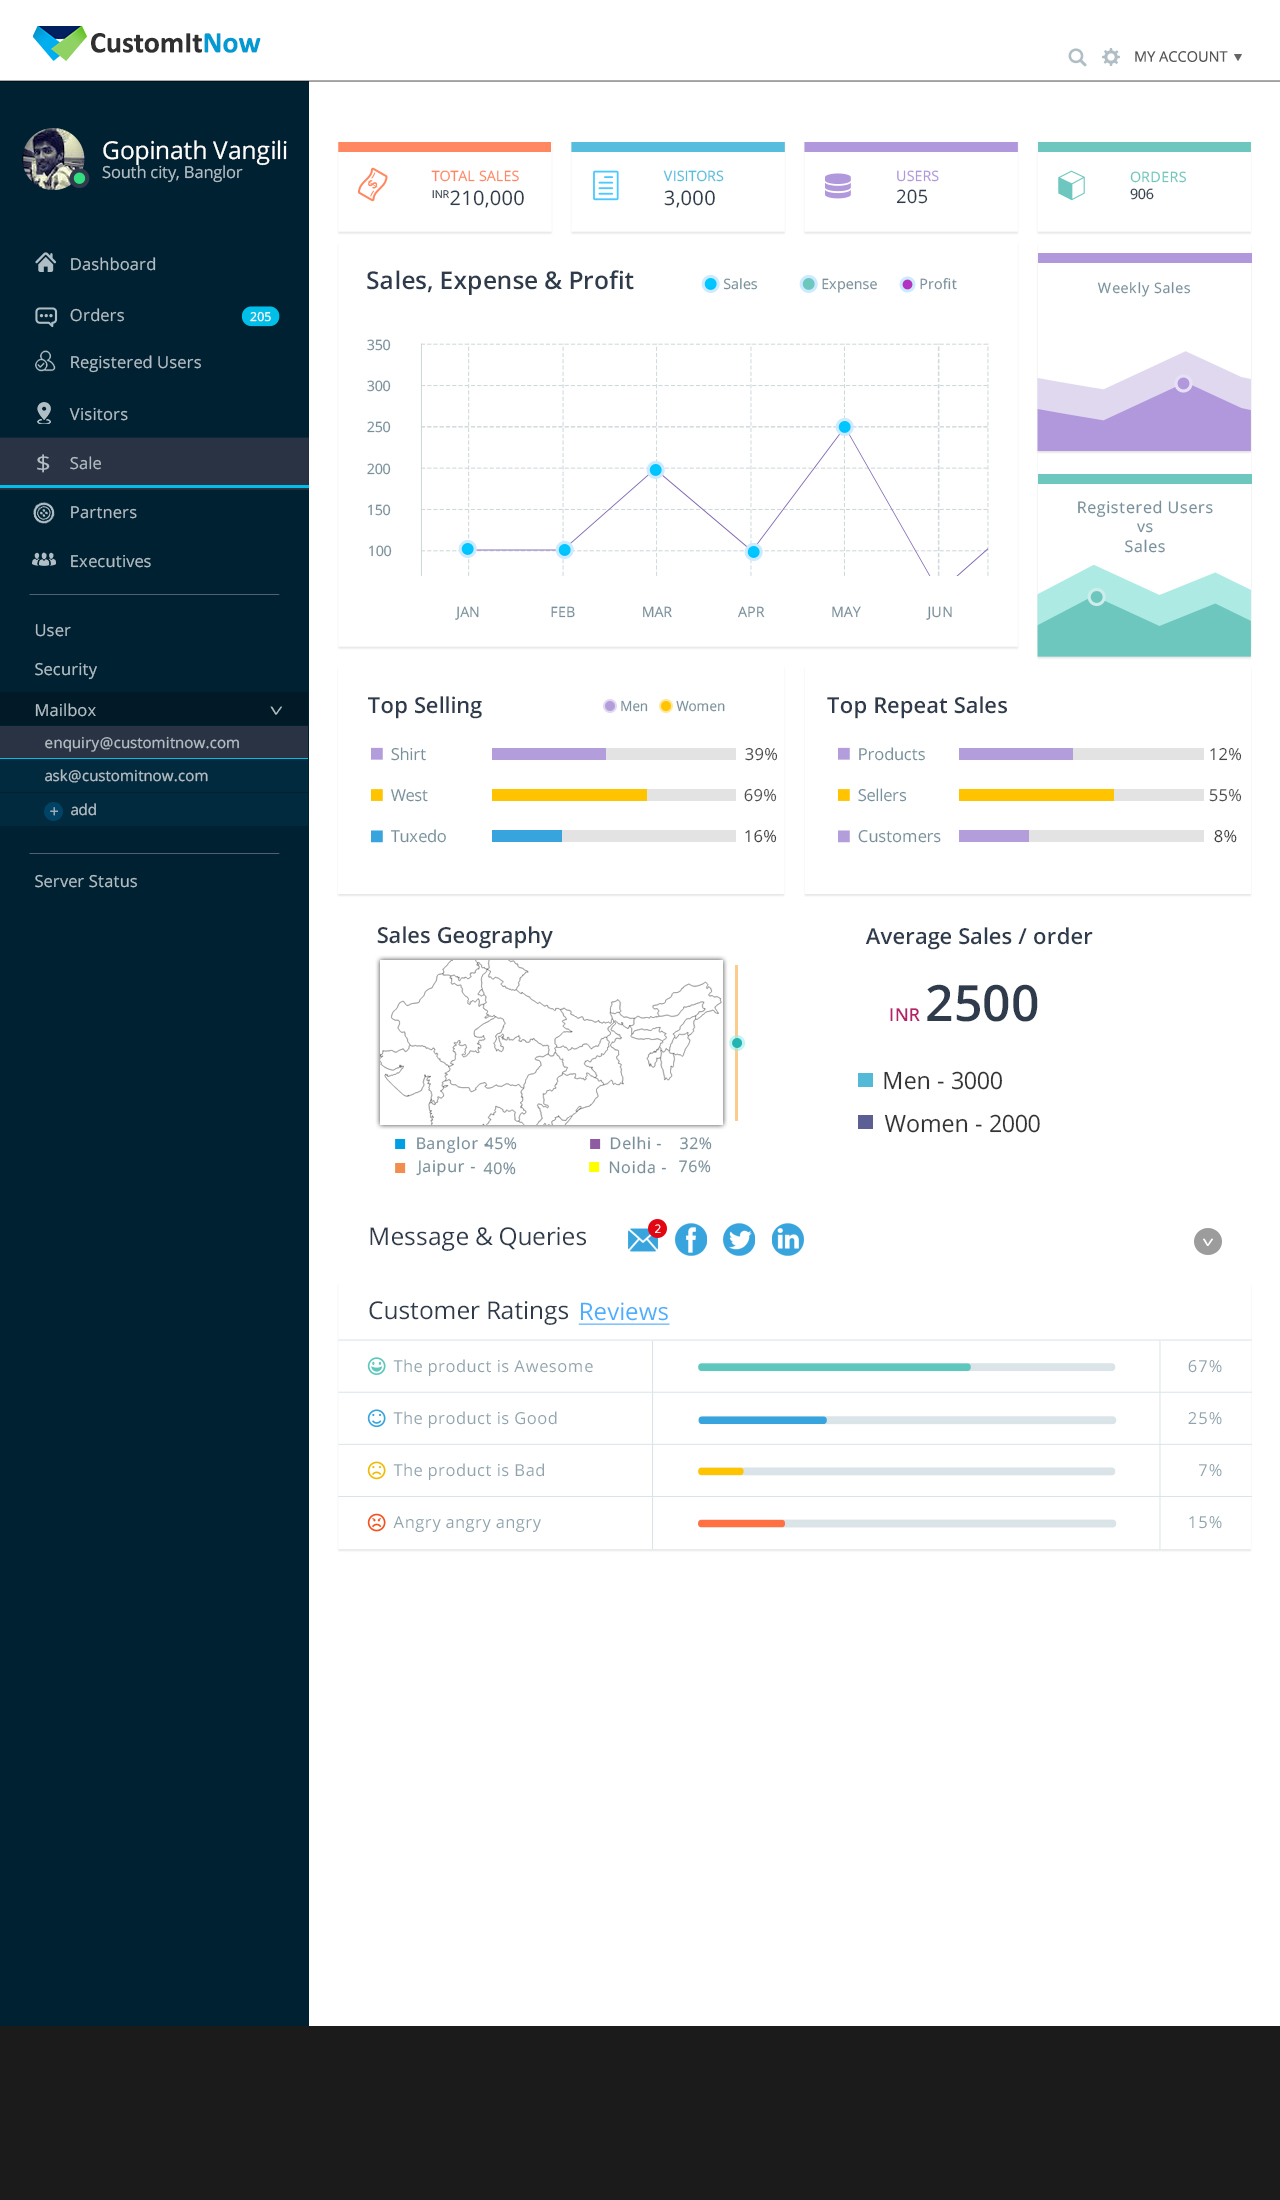 CustomItNow
MY ACCOUNT ▼
Gopinath Vangili
South city, Banglor
Dashboard
Orders 205
Registered Users
Visitors
Sale
Partners
Executives
User
Security
Mailbox
enquiry@customitnow.com
ask@customitnow.com
+ add
Server Status
TOTAL SALES
INR210,000
VISITORS
3,000
USERS
205
ORDERS
906
Sales, Expense & Profit
Sales Expense Profit
350
300
250
200
150
100
JAN FEB MAR APR MAY JUN
Weekly Sales
Registered Users
vs
Sales
Top Selling
Men Women
Shirt 39%
West 69%
Tuxedo 16%
Top Repeat Sales
Products 12%
Sellers 55%
Customers 8%
Sales Geography
Banglor -45% Delhi - 32%
Jaipur - 40% Noida - 76%
Average Sales / order
INR 2500
Men - 3000
Women - 2000
Message & Queries 2
Customer Ratings Reviews
The product is Awesome 67%
The product is Good 25%
The product is Bad 7%
Angry angry angry 15%